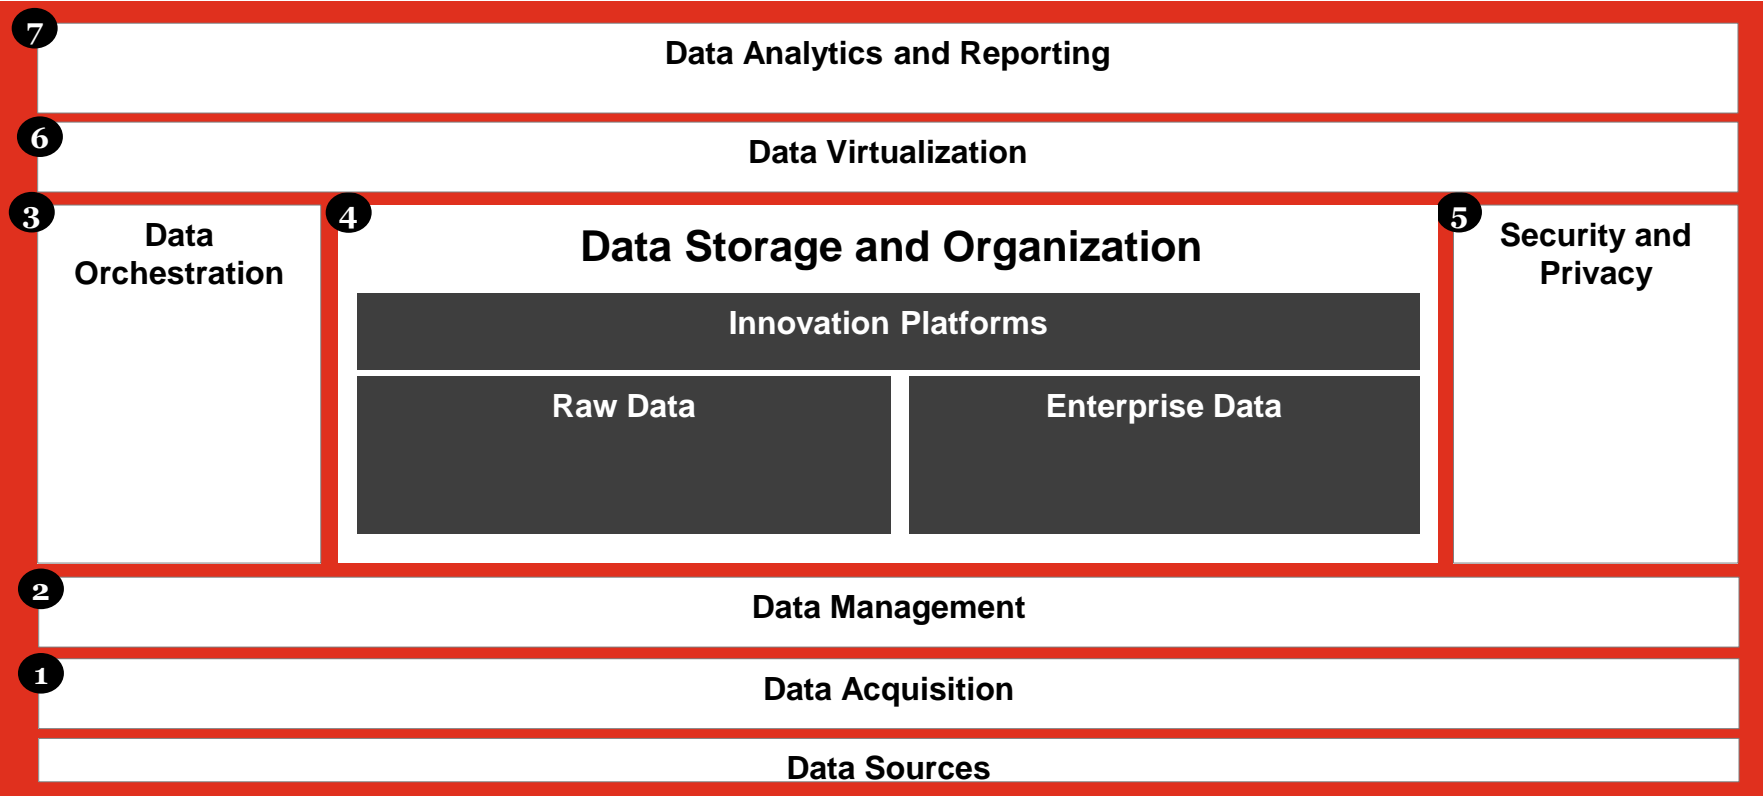 7
Data Analytics and Reporting
6
Data Virtualization
3
Data
Orchestration
4
Data Storage and Organization
Innovation Platforms
Raw Data
Enterprise Data
5
Security and
Privacy
2
Data Management
1
Data Acquisition
Data Sources